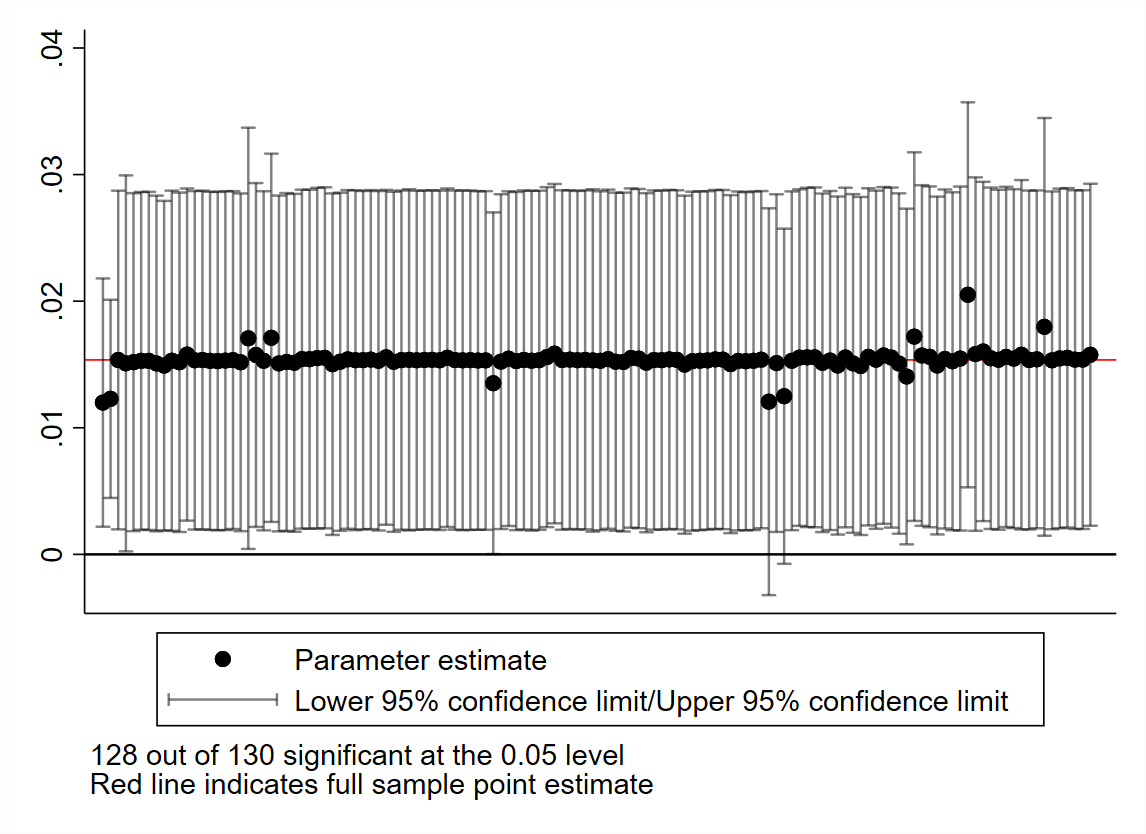 .04
.03
.02
.01
0
Parameter estimate
Lower 95% confidence limit/Upper 95% confidence limit
128 out of 130 significant at the 0.05 level
Red line indicates full sample point estimate